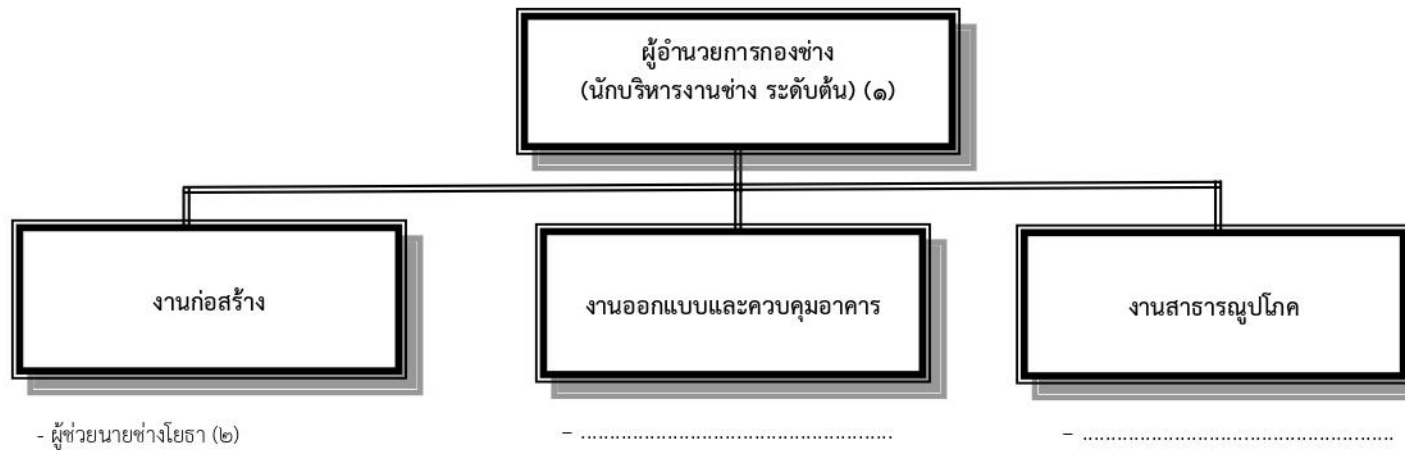 ผู้อำนวยการกองช่าง
(นักบริหารงานช่าง ระดับต้น) (๑)
งานก่อสร้าง
งานออกแบบและควบคุมอาคาร
งานสาธารณูปโภค
- ผู้ช่วยนายช่างโยธา (๒)
- ......................................................
- ......................................................